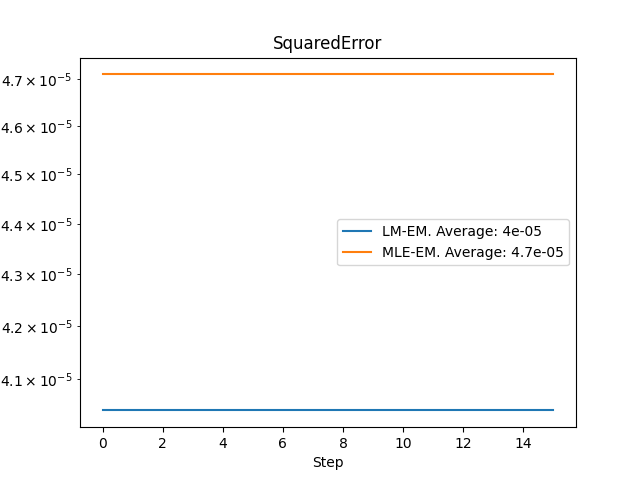 SquaredError
4.7 × 10⁻⁵
4.6 × 10⁻⁵
4.5 × 10⁻⁵
4.4 × 10⁻⁵
4.3 × 10⁻⁵
4.2 × 10⁻⁵
4.1 × 10⁻⁵
LM-EM. Average: 4e-05
MLE-EM. Average: 4.7e-05
0 2 4 6 8 10 12 14
Step